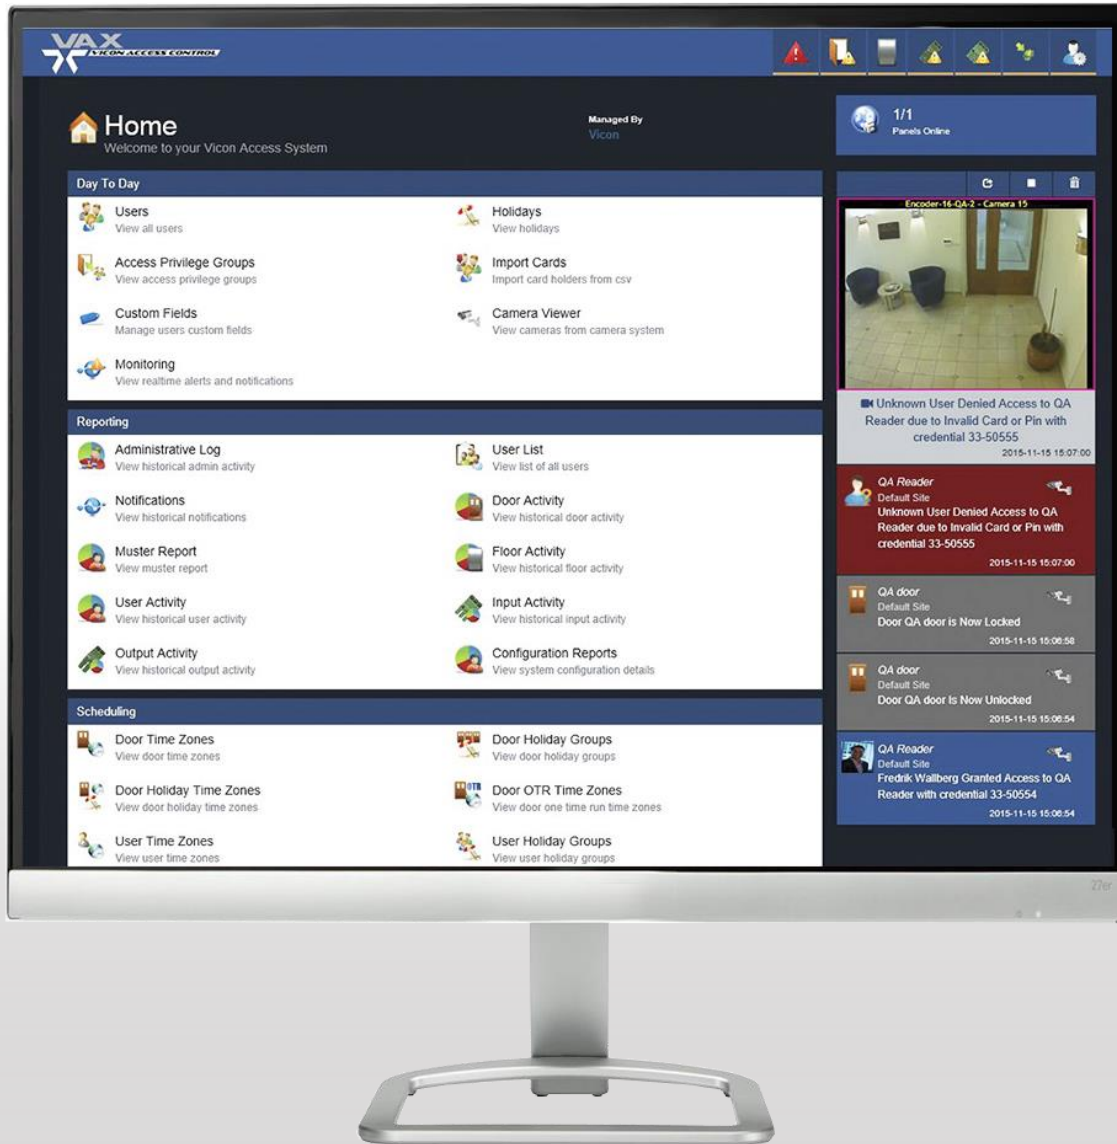 VAX
VICON ACCESS CONTROL
Home
Welcome to your Vicon Access System
Managed By
Vicon
1/1
Panels Online
Day To Day
Users
View all users
Holidays
View holidays
Access Privilege Groups
View access privilege groups
Import Cards
Import card holders from csv
Custom Fields
Manage users custom fields
Camera Viewer
View cameras from camera system
Monitoring
View realtime alerts and notifications
Reporting
Administrative Log
View historical admin activity
User List
View list of all users
Notifications
View historical notifications
Door Activity
View historical door activity
Muster Report
View muster report
Floor Activity
View historical floor activity
User Activity
View historical user activity
Input Activity
View historical input activity
Output Activity
View historical output activity
Configuration Reports
View system configuration details
Scheduling
Door Time Zones
View door time zones
Door Holiday Groups
View door holiday groups
Door Holiday Time Zones
View door holiday time zones
OTR
Door OTR Time Zones
View door one time run time zones
User Time Zones
View user time zones
User Holiday Groups
View user holiday groups
Encoder-16-QA-2 - Camera 15
Unknown User Denied Access to QA
Reader due to Invalid Card or Pin with
credential 33-50555
2015-11-15 15:07:00
QA Reader
Default Site
Unknown User Denied Access to QA
Reader due to Invalid Card or Pin with
credential 33-50555
2015-11-15 15:07:00
QA door
Default Site
Door QA door is Now Locked
2015-11-15 15:06:58
QA door
Default Site
Door QA door Is Now Unlocked
2015-11-15 15:06:54
QA Reader
Default Site
Fredrik Wallberg Granted Access to QA
Reader with credential 33-50554
2015-11-15 15:06:54
27er